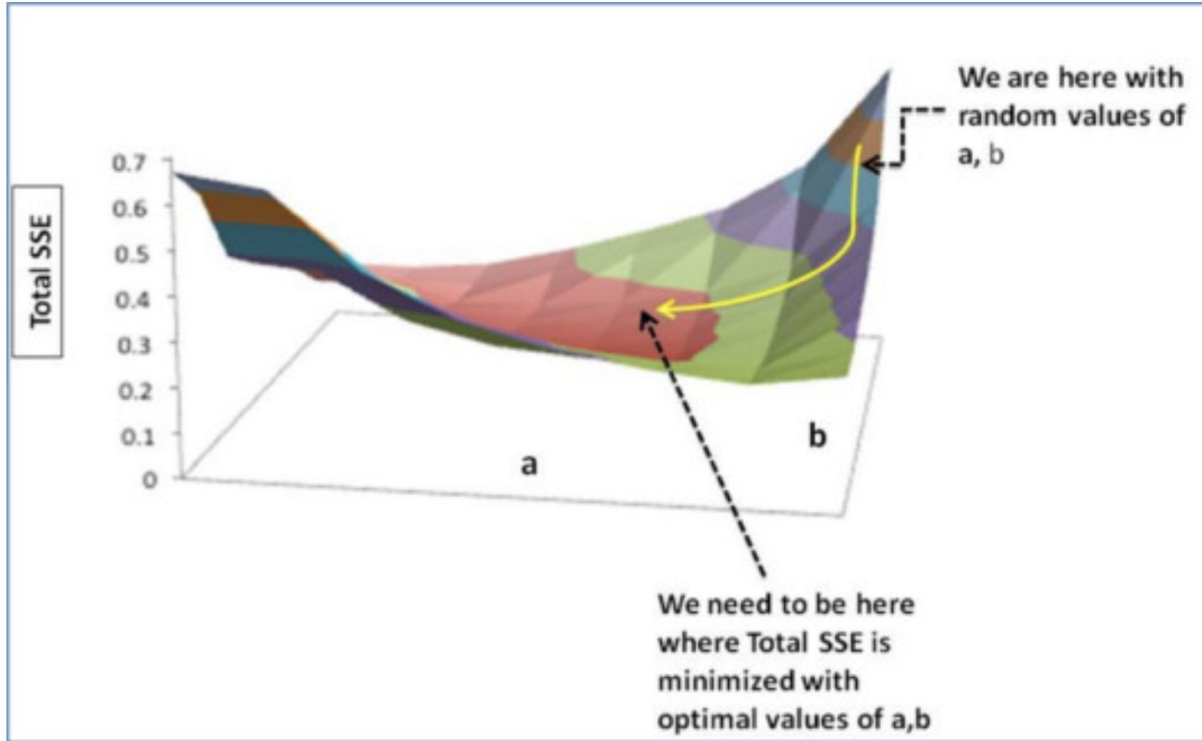 We are here with
random values of
a, b
0.7
0.6
0.5
0.4
0.3
0.2
0.1
0
Total SSE
a
b
We need to be here
where Total SSE is
minimized with
optimal values of a,b